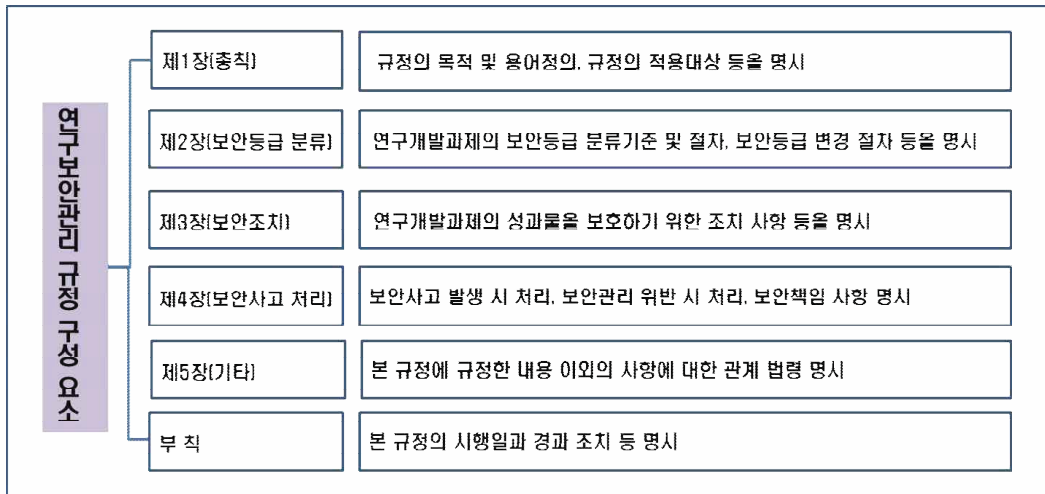 연구보안관리 규정 구성 요소
제1장(총칙)
규정의 목적 및 용어정의, 규정의 적용대상 등을 명시
제2장(보안등급 분류)
연구개발과제의 보안등급 분류기준 및 절차, 보안등급 변경 절차 등을 명시
제3장(보안조치)
연구개발과제의 성과물을 보호하기 위한 조치 사항 등을 명시
제4장(보안사고 처리)
보안사고 발생 시 처리, 보안관리 위반 시 처리, 보안책임 사항 명시
제5장(기타)
본 규정에 규정한 내용 이외의 사항에 대한 관계 법령 명시
부 칙
본 규정의 시행일과 경과 조치 등 명시